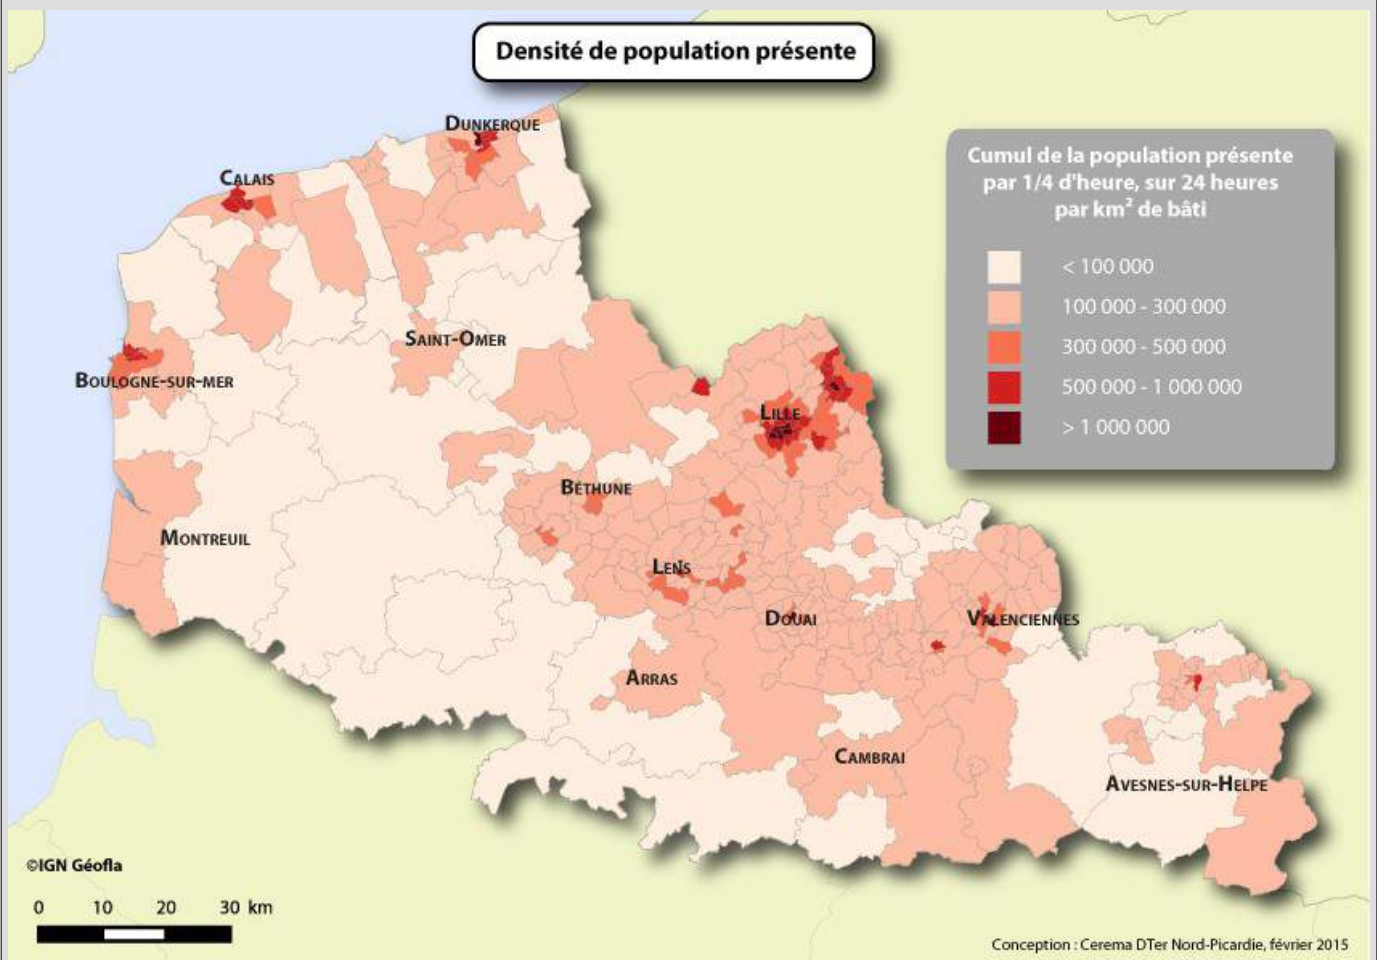 Densité de population présente
DUNKERQUE
CALAIS
Cumul de la population présente
par 1/4 d'heure, sur 24 heures
par km² de bâti
< 100 000
100 000 - 300 000
300 000 - 500 000
500 000 - 1 000 000
> 1 000 000
SAINT-OMER
BOULOGNE-SUR-MER
LILLE
BÉTHUNE
MONTREUIL
LENS
DOUAI
VALENCIENNES
ARRAS
CAMBRAI
AVESNES-SUR-HELPE
©IGN Géofla
0 10 20 30 km
Conception : Cerema DTer Nord-Picardie, février 2015